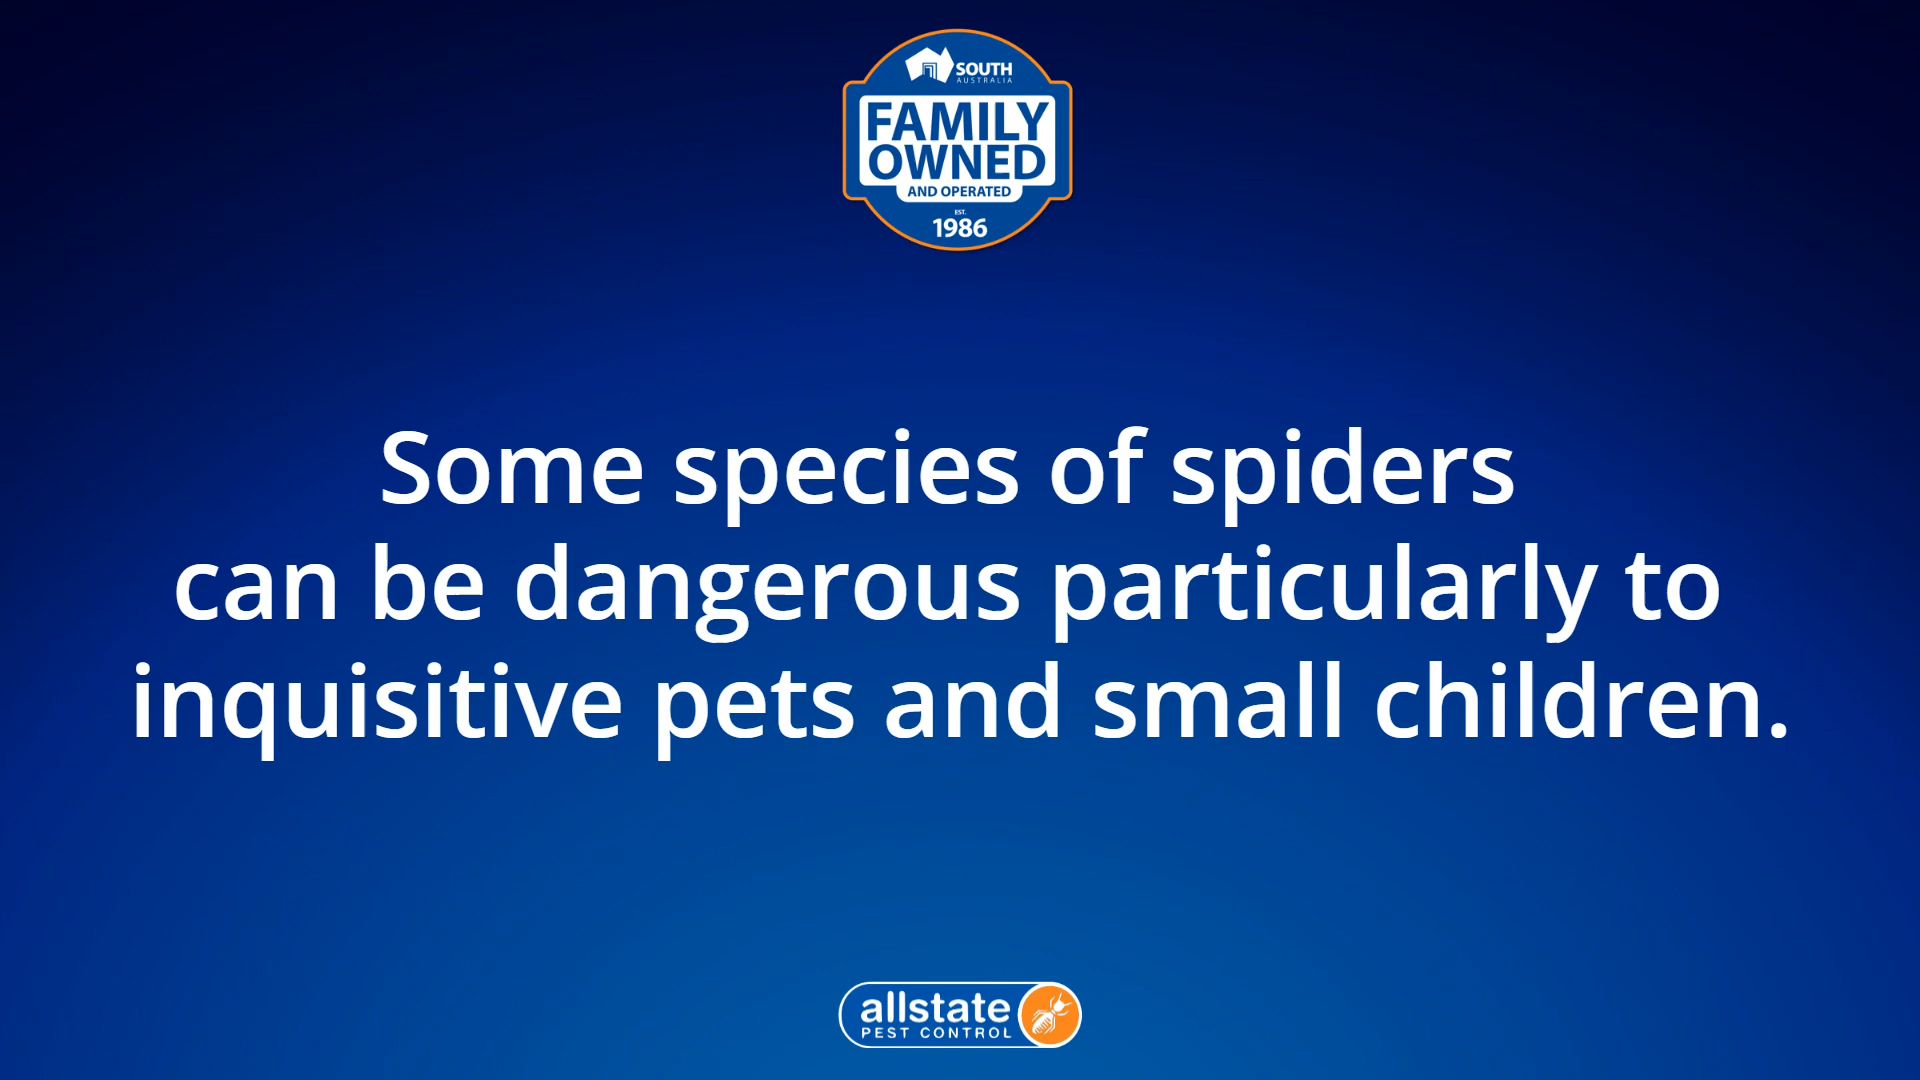 SOUTH
AUSTRALIA
FAMILY
OWNED
AND OPERATED
EST.
1986
Some species of spiders
can be dangerous particularly to
inquisitive pets and small children.
allstate
PEST CONTROL